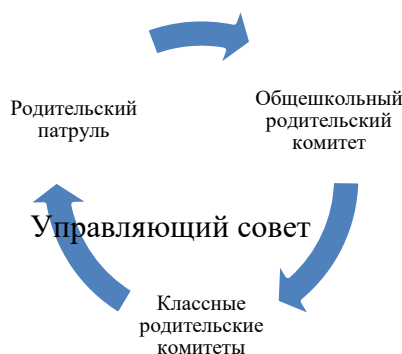 Родительский
патруль
Общешкольный
родительский
комитет
Управляющий совет
Классные
родительские
комитеты